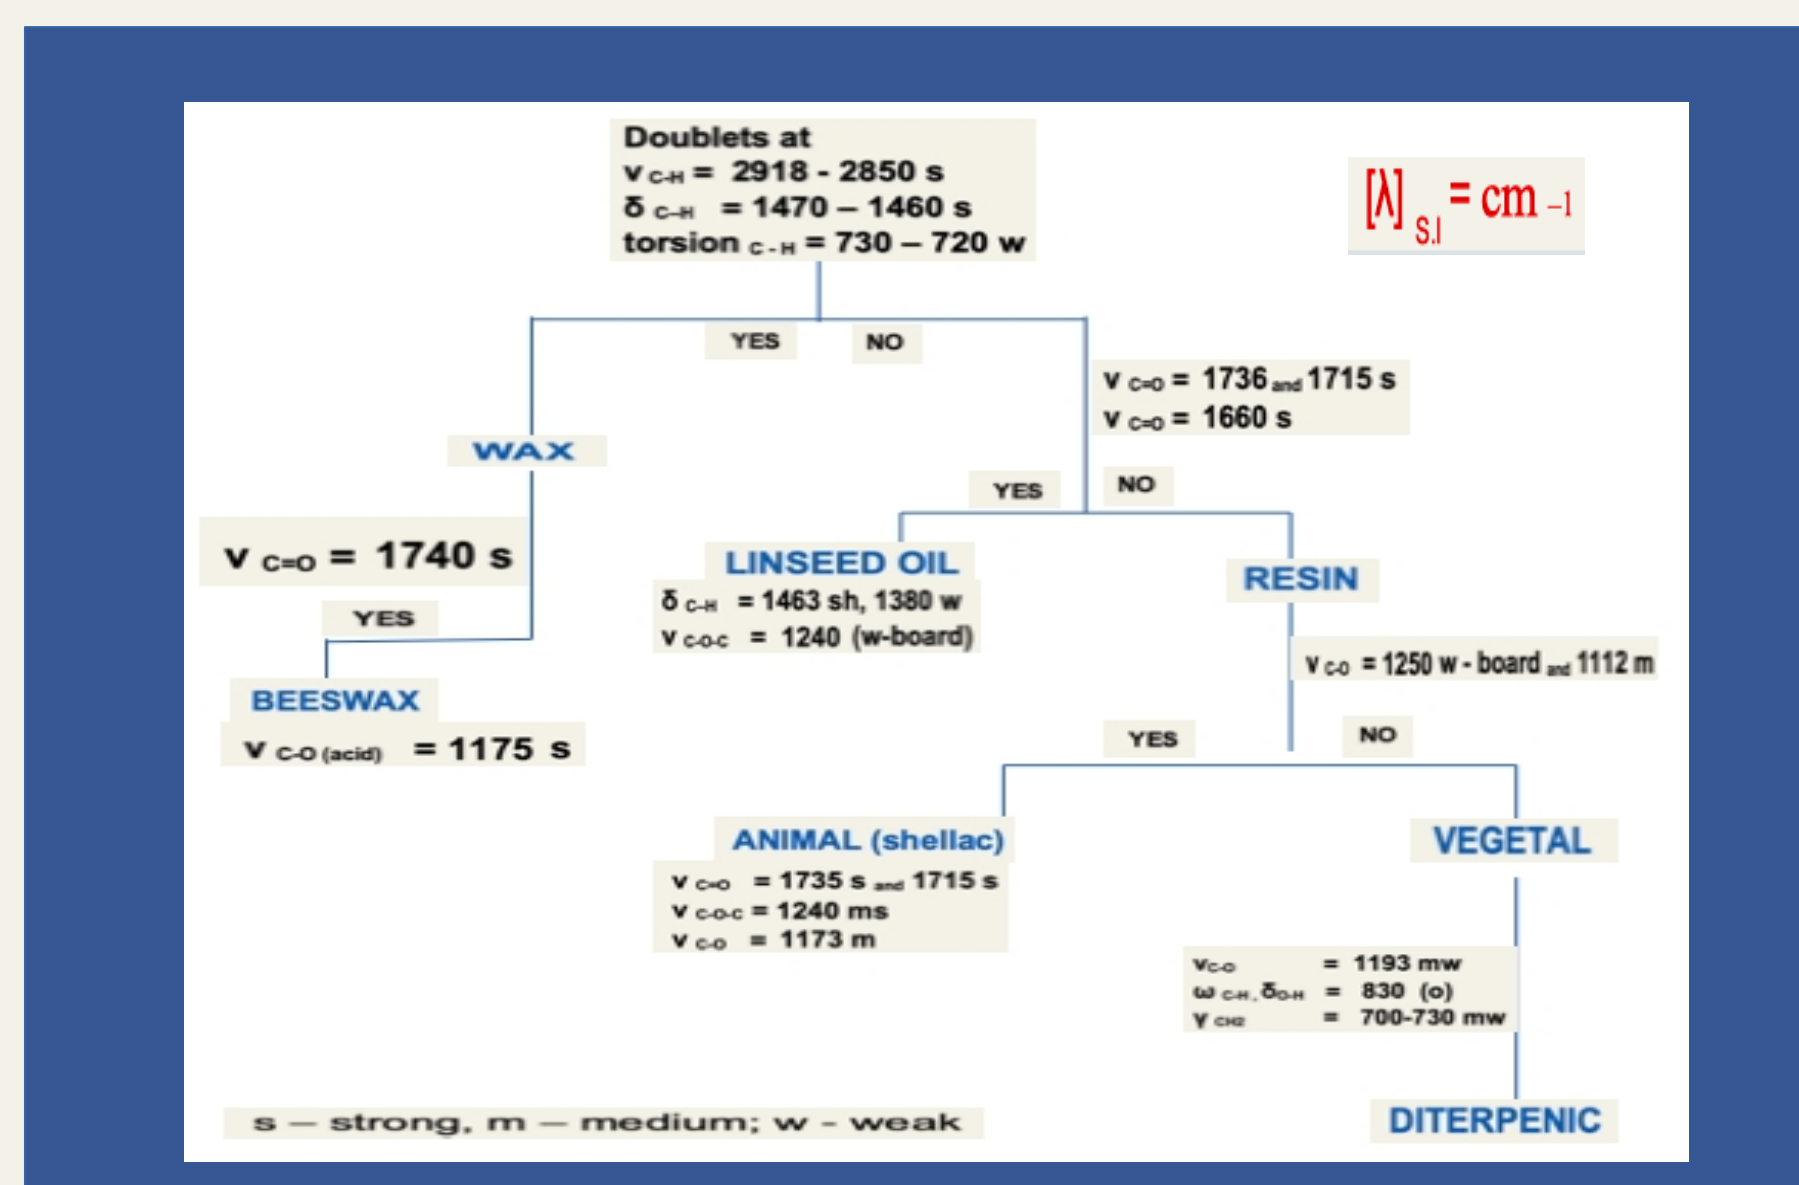 Doublets at
ν C-H = 2918 - 2850 s
δ C-H = 1470 – 1460 s
torsion C - H = 730 – 720 w
[λ] S.I = cm –1
YES
NO
ν C=O = 1736 and 1715 s
ν C=O = 1660 s
WAX
YES
NO
ν C=O = 1740 s
LINSEED OIL
δ C-H = 1463 sh, 1380 w
ν C-O-C = 1240 (w-board)
RESIN
YES
ν C-O = 1250 w - board and 1112 m
BEESWAX
ν C-O (acid) = 1175 s
YES
NO
ANIMAL (shellac)
ν C=O = 1735 s and 1715 s
ν C-O-C = 1240 ms
ν C-O = 1173 m
VEGETAL
νC-O = 1193 mw
ω C-H, δO-H = 830 (o)
γ CH2 = 700-730 mw
DITERPENIC
s – strong, m – medium; w - weak